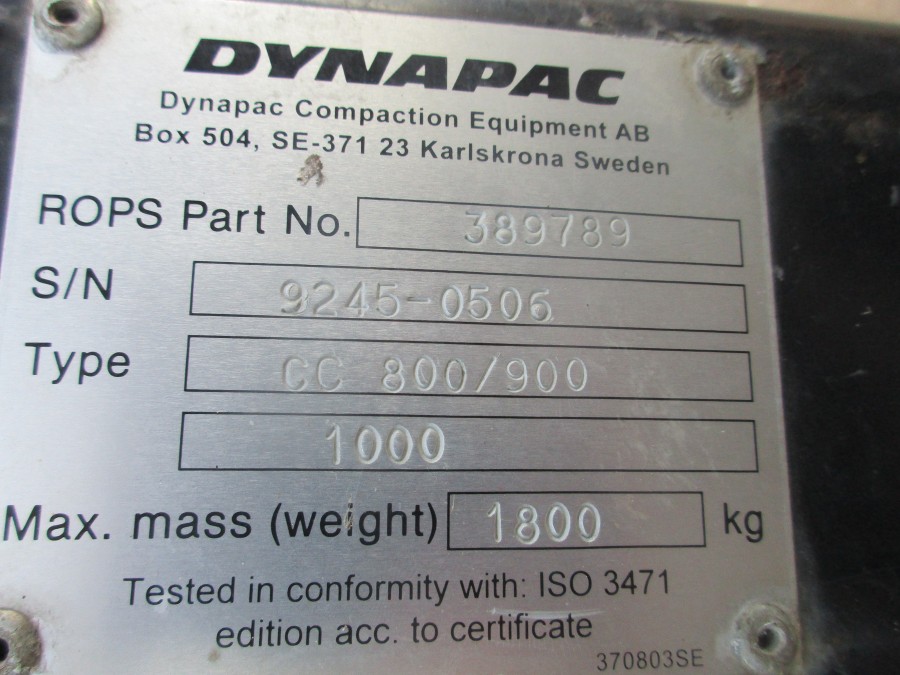 DYNAPAC
Dynapac Compaction Equipment AB
Box 504, SE-371 23 Karlskrona Sweden
ROPS Part No. 389789
S/N 9245-0506
Type CC 800/900
1000
Max. mass (weight) 1800 kg
Tested in conformity with: ISO 3471
edition acc. to certificate
370803SE